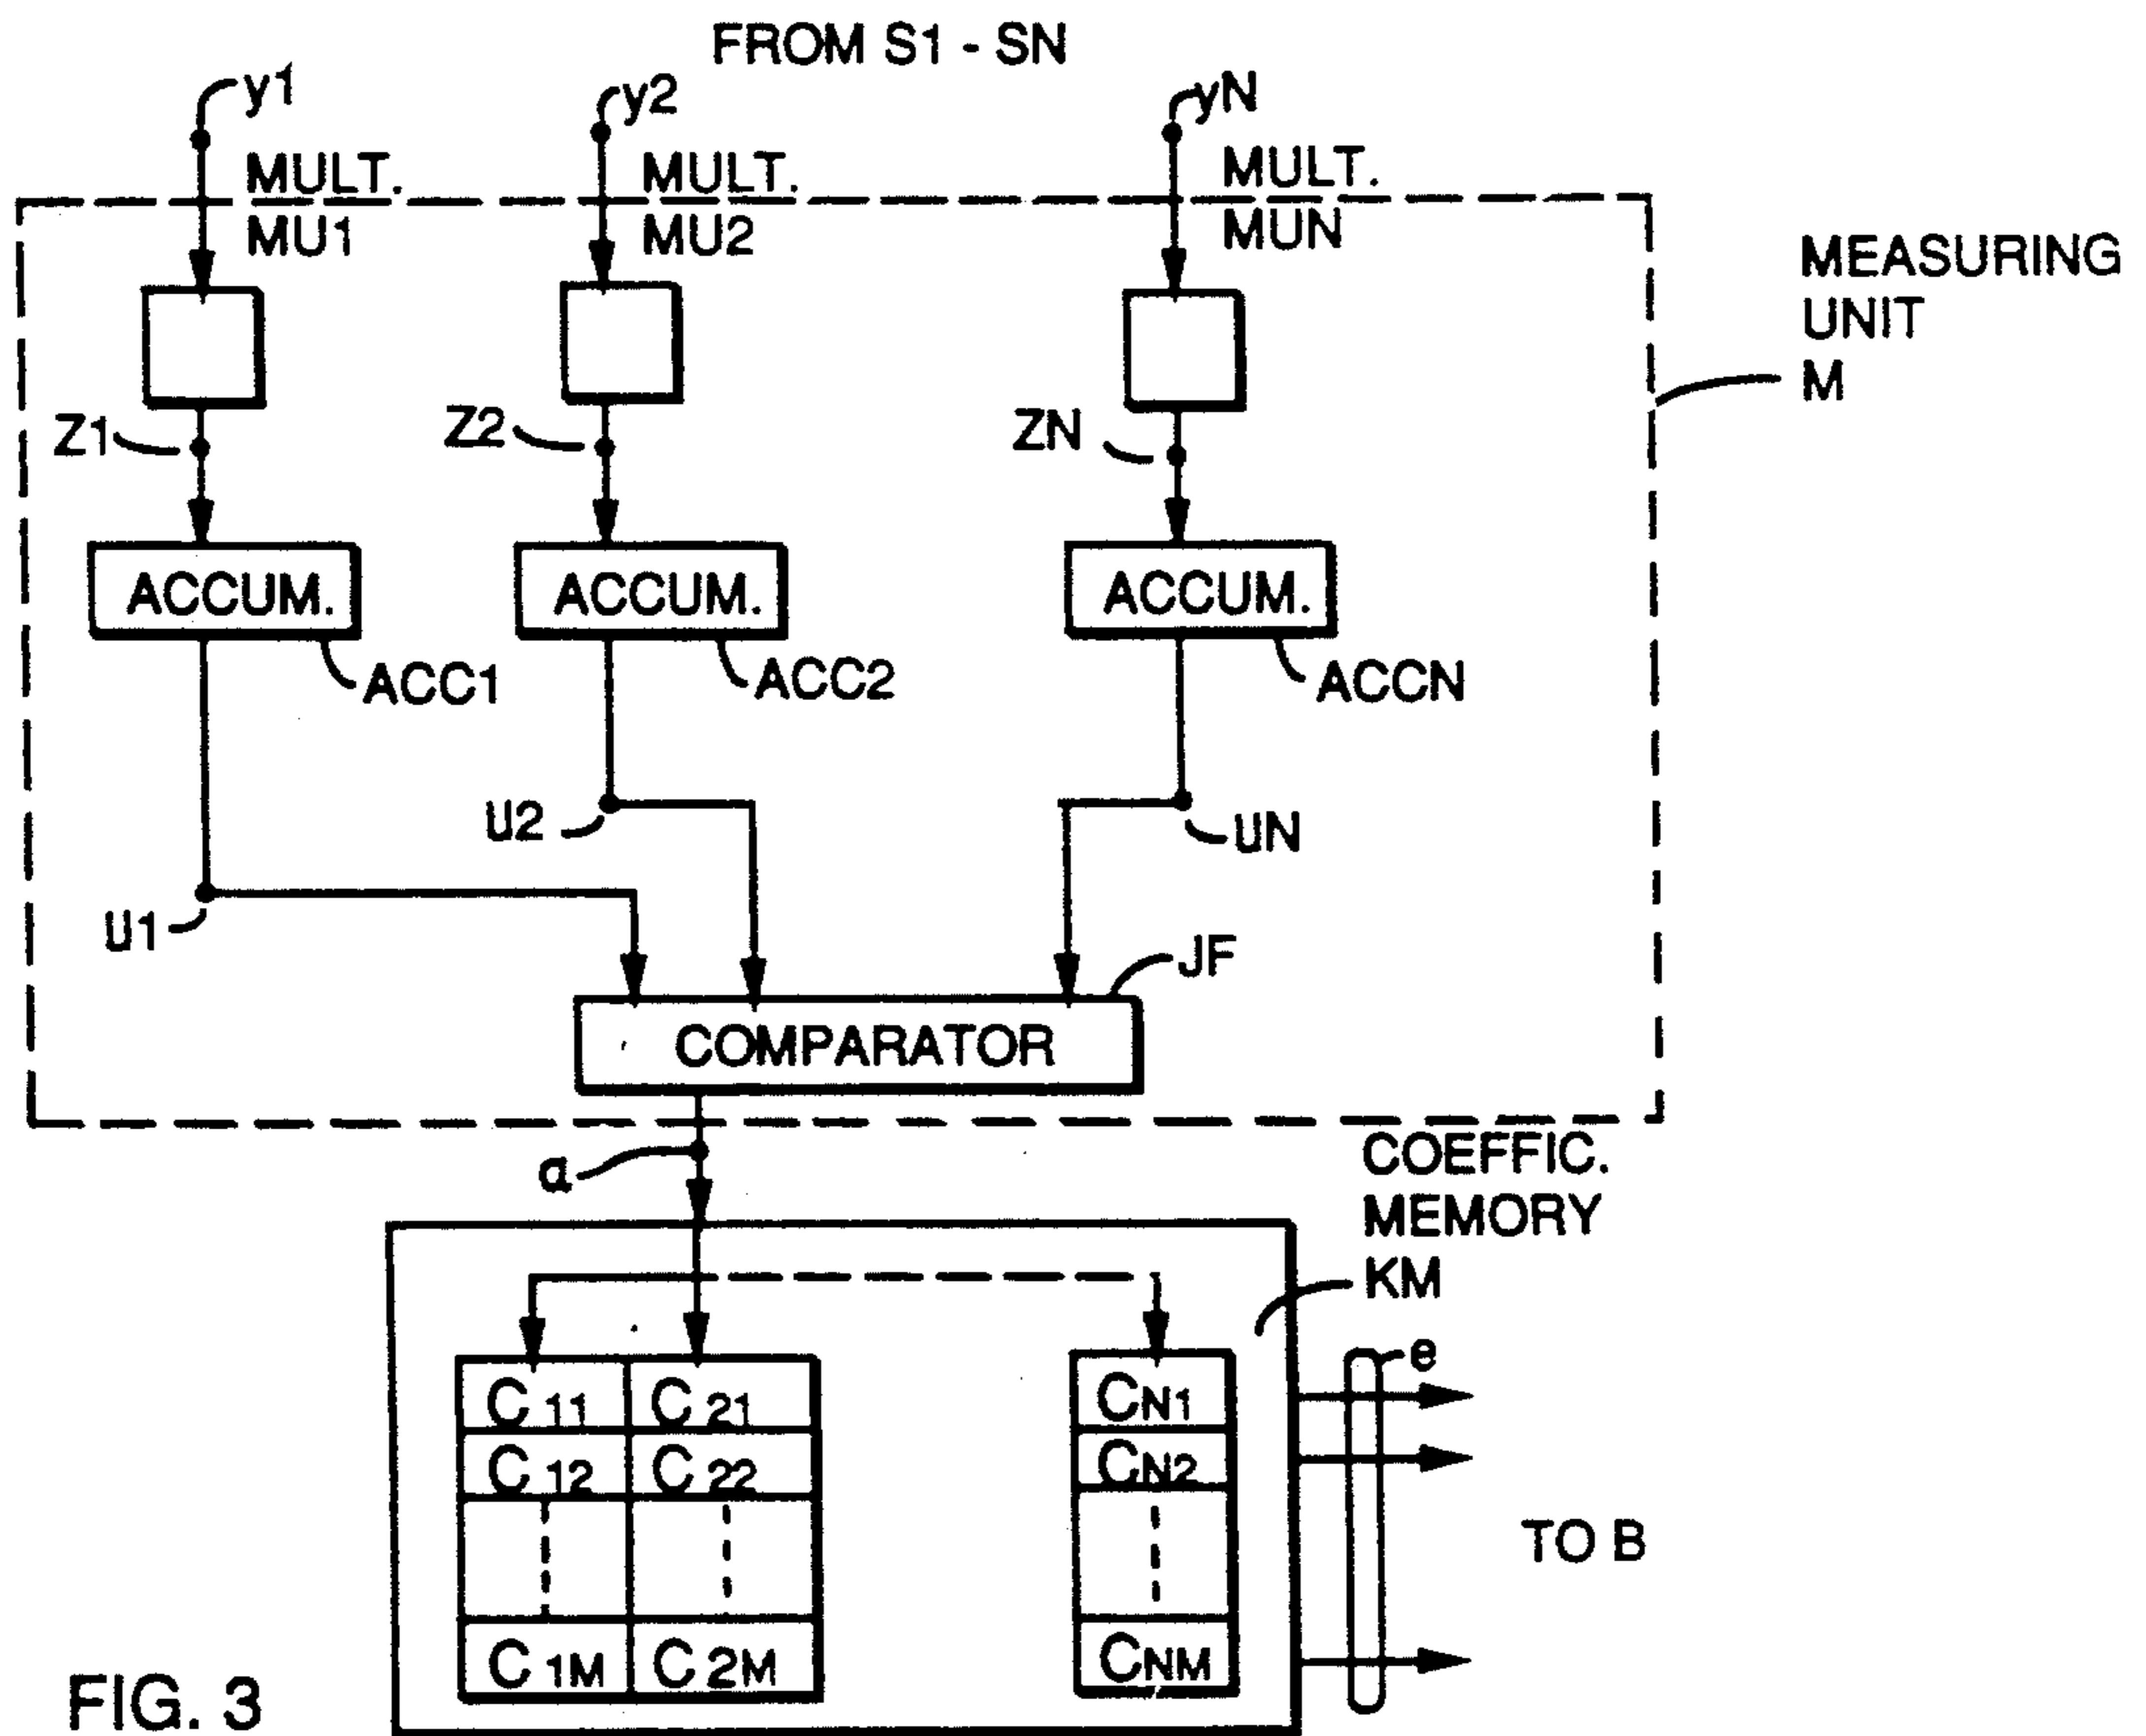 FROM S1 - SN
y1
y2
yN
MULT.
MU1
MULT.
MU2
MULT.
MUN
MEASURING
UNIT
M
Z1
Z2
ZN
ACCUM.
ACCUM.
ACCUM.
ACC1
ACC2
ACCN
U2
UN
U1
JF
COMPARATOR
a
COEFFIC.
MEMORY
KM
e
C11 C21 CN1
C12 C22 CN2
TO B
C1M C2M CNM
FIG. 3